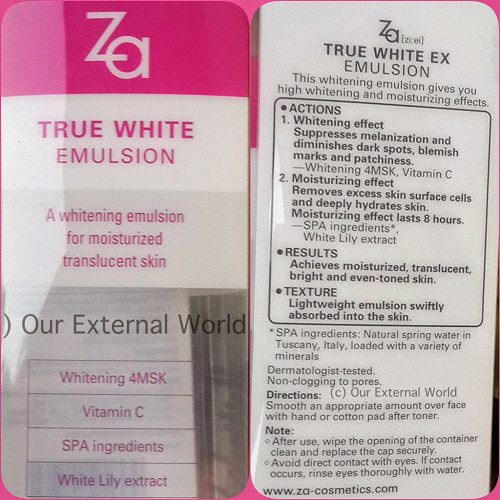 Za
TRUE WHITE
EMULSION
A whitening emulsion
for moisturized
translucent skin
) Our External World
Whitening 4MSK
Vitamin C
SPA ingredients
White Lily extract
Za [zi:ei]
TRUE WHITE EX
EMULSION
This whitening emulsion gives you
high whitening and moisturizing effects.
● ACTIONS
1. Whitening effect
Suppresses melanization and
diminishes dark spots, blemish
marks and patchiness.
—Whitening 4MSK, Vitamin C
2. Moisturizing effect
Removes excess skin surface cells
and deeply hydrates skin.
Moisturizing effect lasts 8 hours.
—SPA ingredients*,
White Lily extract
● RESULTS
Achieves moisturized, translucent,
bright and even-toned skin.
● TEXTURE
Lightweight emulsion swiftly
absorbed into the skin.
* SPA ingredients: Natural spring water in
Tuscany, Italy, loaded with a variety of
minerals
Dermatologist-tested.
Non-clogging to pores.
Directions: (c) Our External World
Smooth an appropriate amount over face
with hand or cotton pad after toner.
Note:
○ After use, wipe the opening of the container
clean and replace the cap securely.
○ Avoid direct contact with eyes. If contact
occurs, rinse eyes thoroughly with water.
www.za-cosmetics.com